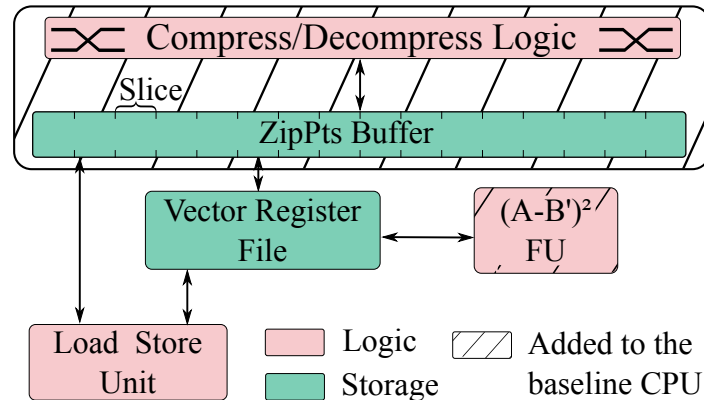 Compress/Decompress Logic
Slice
ZipPts Buffer
Vector Register
File
(A-B')²
FU
Load Store
Unit
Logic
Storage
Added to the
baseline CPU